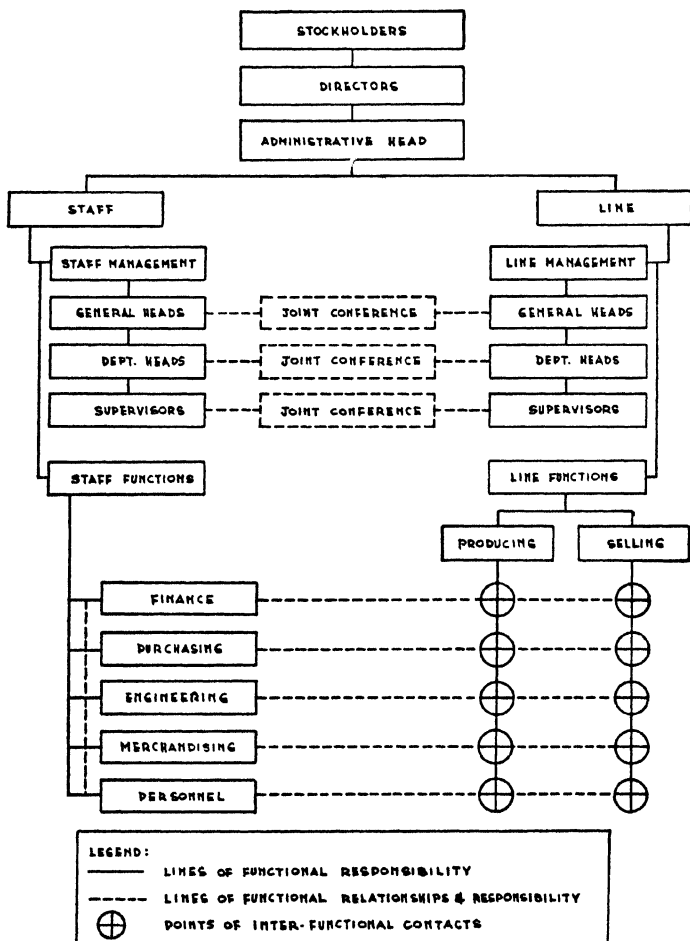 STOCKHOLDERS
DIRECTORS
ADMINISTRATIVE HEAD
STAFF
LINE
STAFF MANAGEMENT
LINE MANAGEMENT
GENERAL HEADS
JOINT CONFERENCE
GENERAL HEADS
DEPT. HEADS
JOINT CONFERENCE
DEPT. HEADS
SUPERVISORS
JOINT CONFERENCE
SUPERVISORS
STAFF FUNCTIONS
LINE FUNCTIONS
PRODUCING
SELLING
FINANCE
PURCHASING
ENGINEERING
MERCHANDISING
PERSONNEL
LEGEND:
LINES OF FUNCTIONAL RESPONSIBILITY
LINES OF FUNCTIONAL RELATIONSHIPS & RESPONSIBILITY
POINTS OF INTER-FUNCTIONAL CONTACTS